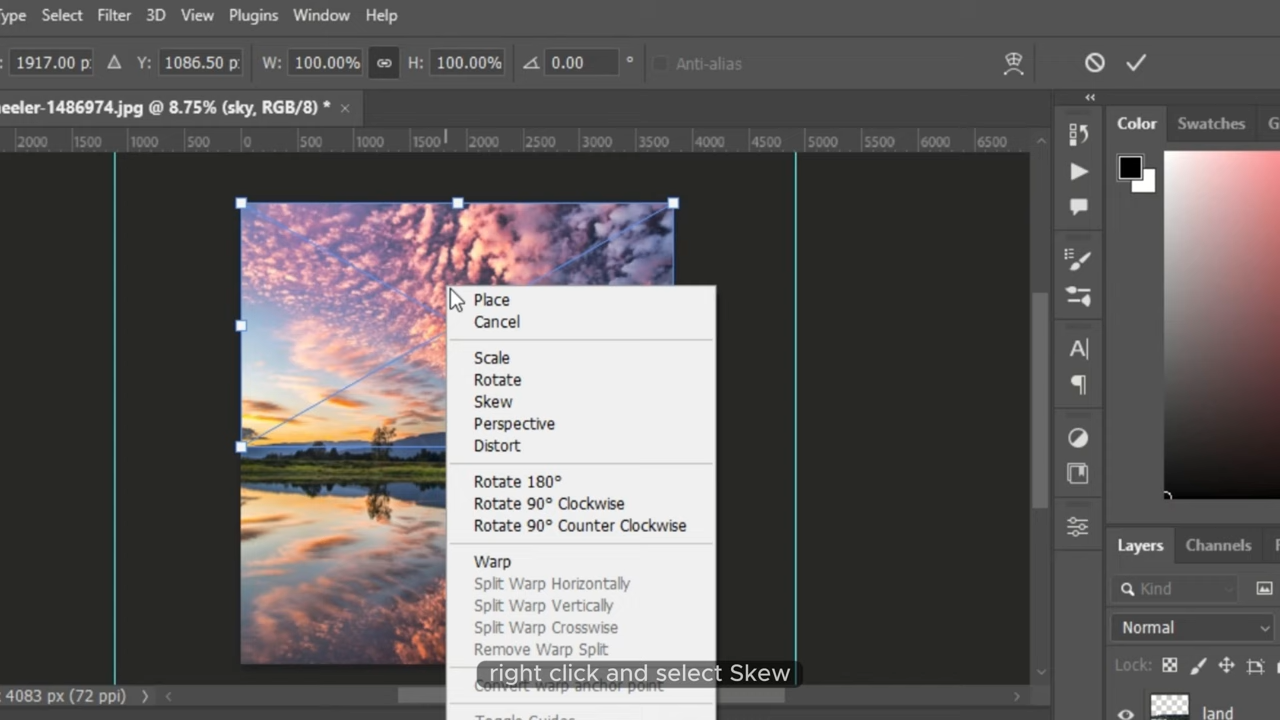 Type Select Filter 3D View Plugins Window Help
: 1917.00 p: Y: 1086.50 p: W: 100.00% H: 100.00% 0.00 ° Anti-alias
heeler-1486974.jpg @ 8.75% (sky, RGB/8) * ×
2000 1500 1000 500 0 500 1000 1500 2000 2500 3000 3500 4000 4500 5000 5500 6000 6500
Color Swatches G
Place
Cancel
Scale
Rotate
Skew
Perspective
Distort
Rotate 180°
Rotate 90° Clockwise
Rotate 90° Counter Clockwise
Warp
Split Warp Horizontally
Split Warp Vertically
Split Warp Crosswise
Remove Warp Split
Convert warp anchor point
Toggle Guides
right click and select Skew
Layers Channels
Kind
Normal
Lock:
land
4083 px (72 ppi)